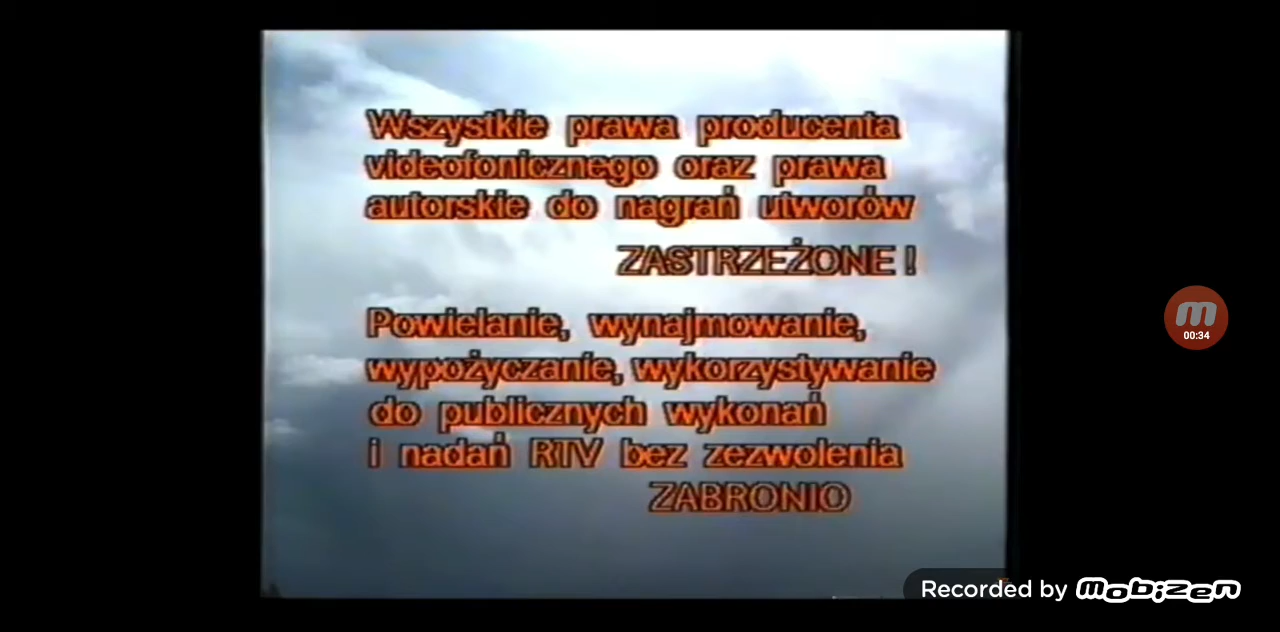 Wszystkie prawa producenta
videofonicznego oraz prawa
autorskie do nagrań utworów
ZASTRZEŻONE !
Powielanie, wynajmowanie,
wypożyczanie, wykorzystywanie
do publicznych wykonań
i nadań RTV bez zezwolenia
ZABRONIO
00:34
Recorded by mobizen